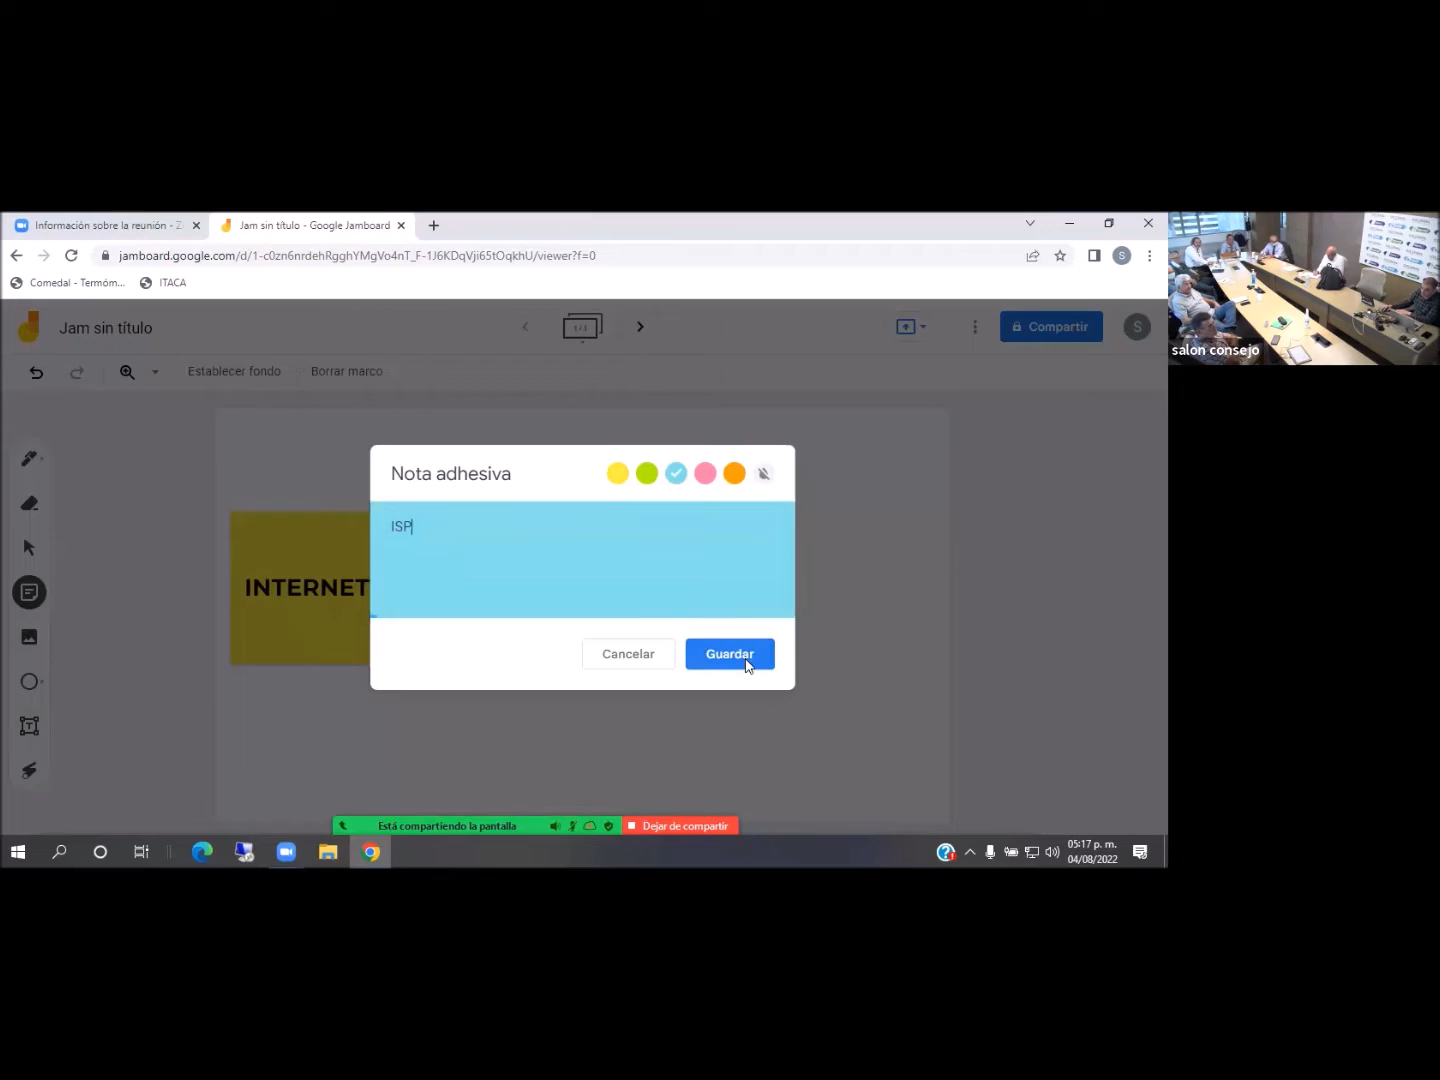 Información sobre la reunión - Z
Jam sin título - Google Jamboard
jamboard.google.com/d/1-c0zn6nrdehRgghYMgVo4nT_F-1J6KDqVji65tOqkhU/viewer?f=0
S
Comedal - Termóm...
ITACA
Jam sin título
1 / 1
Compartir
S
Establecer fondo
Borrar marco
salon consejo
Nota adhesiva
ISP
INTERNET
Cancelar
Guardar
Está compartiendo la pantalla
Dejar de compartir
05:17 p. m.
04/08/2022